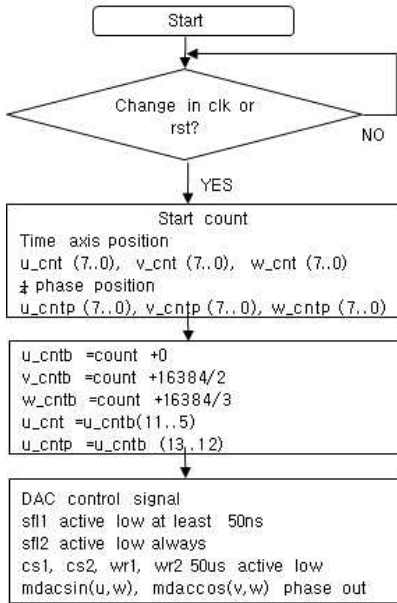 Start
Change in clk or
rst?
NO
YES
Start count
Time axis position
u_cnt (7..0), v_cnt (7..0), w_cnt (7..0)
phase position
u_cntp (7..0), v_cntp (7..0), w_cntp (7..0)
u_cntb =count +0
v_cntb =count +16384/2
w_cntb =count +16384/3
u_cnt =u_cntb(11..5)
u_cntp =u_cntb (13..12)
DAC control signal
sfl1 active low at least 50ns
sfl2 active low always
cs1, cs2, wr1, wr2 50us active low
mdacsin(u,w), mdaccos(v,w) phase out